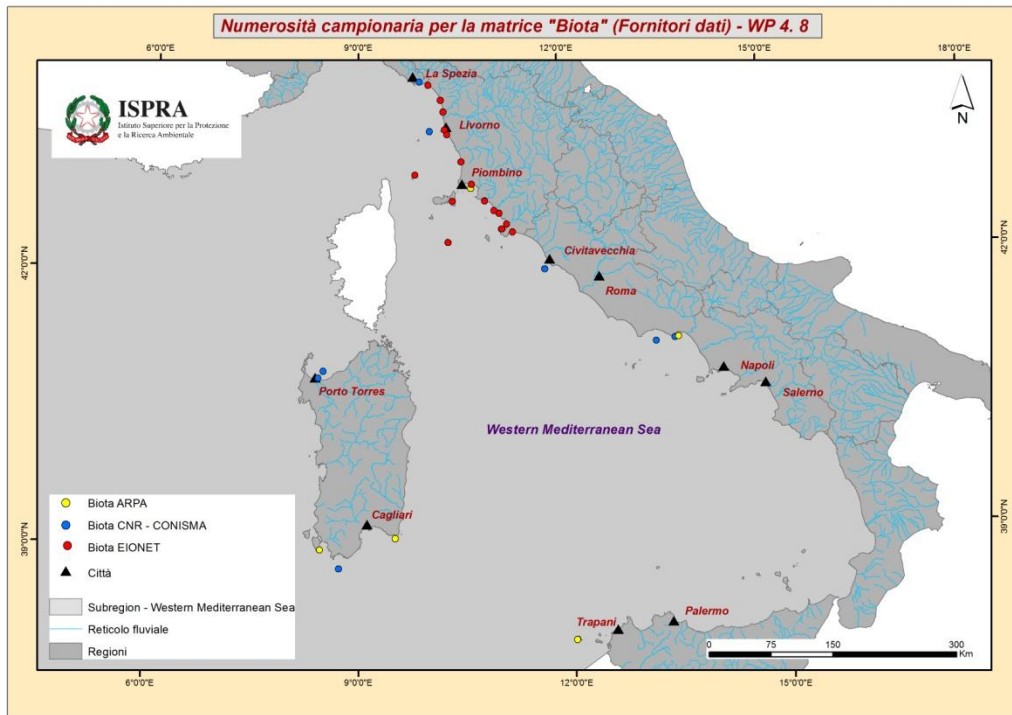 Numerosità campionaria per la matrice "Biota" (Fornitori dati) - WP 4. 8
6°0'0"E
9°0'0"E
12°0'0"E
15°0'0"E
18°0'0"E
ISPRA
Istituto Superiore per la Protezione
e la Ricerca Ambientale
N
La Spezia
Livorno
Piombino
42°0'0"N
42°0'0"N
Civitavecchia
Roma
Napoli
Salerno
Porto Torres
Western Mediterranean Sea
Cagliari
39°0'0"N
39°0'0"N
Biota ARPA
Biota CNR - CONISMA
Biota EIONET
Città
Subregion - Western Mediterranean Sea
Reticolo fluviale
Regioni
Trapani
Palermo
0 75 150 300
Km
6°0'0"E
9°0'0"E
12°0'0"E
15°0'0"E